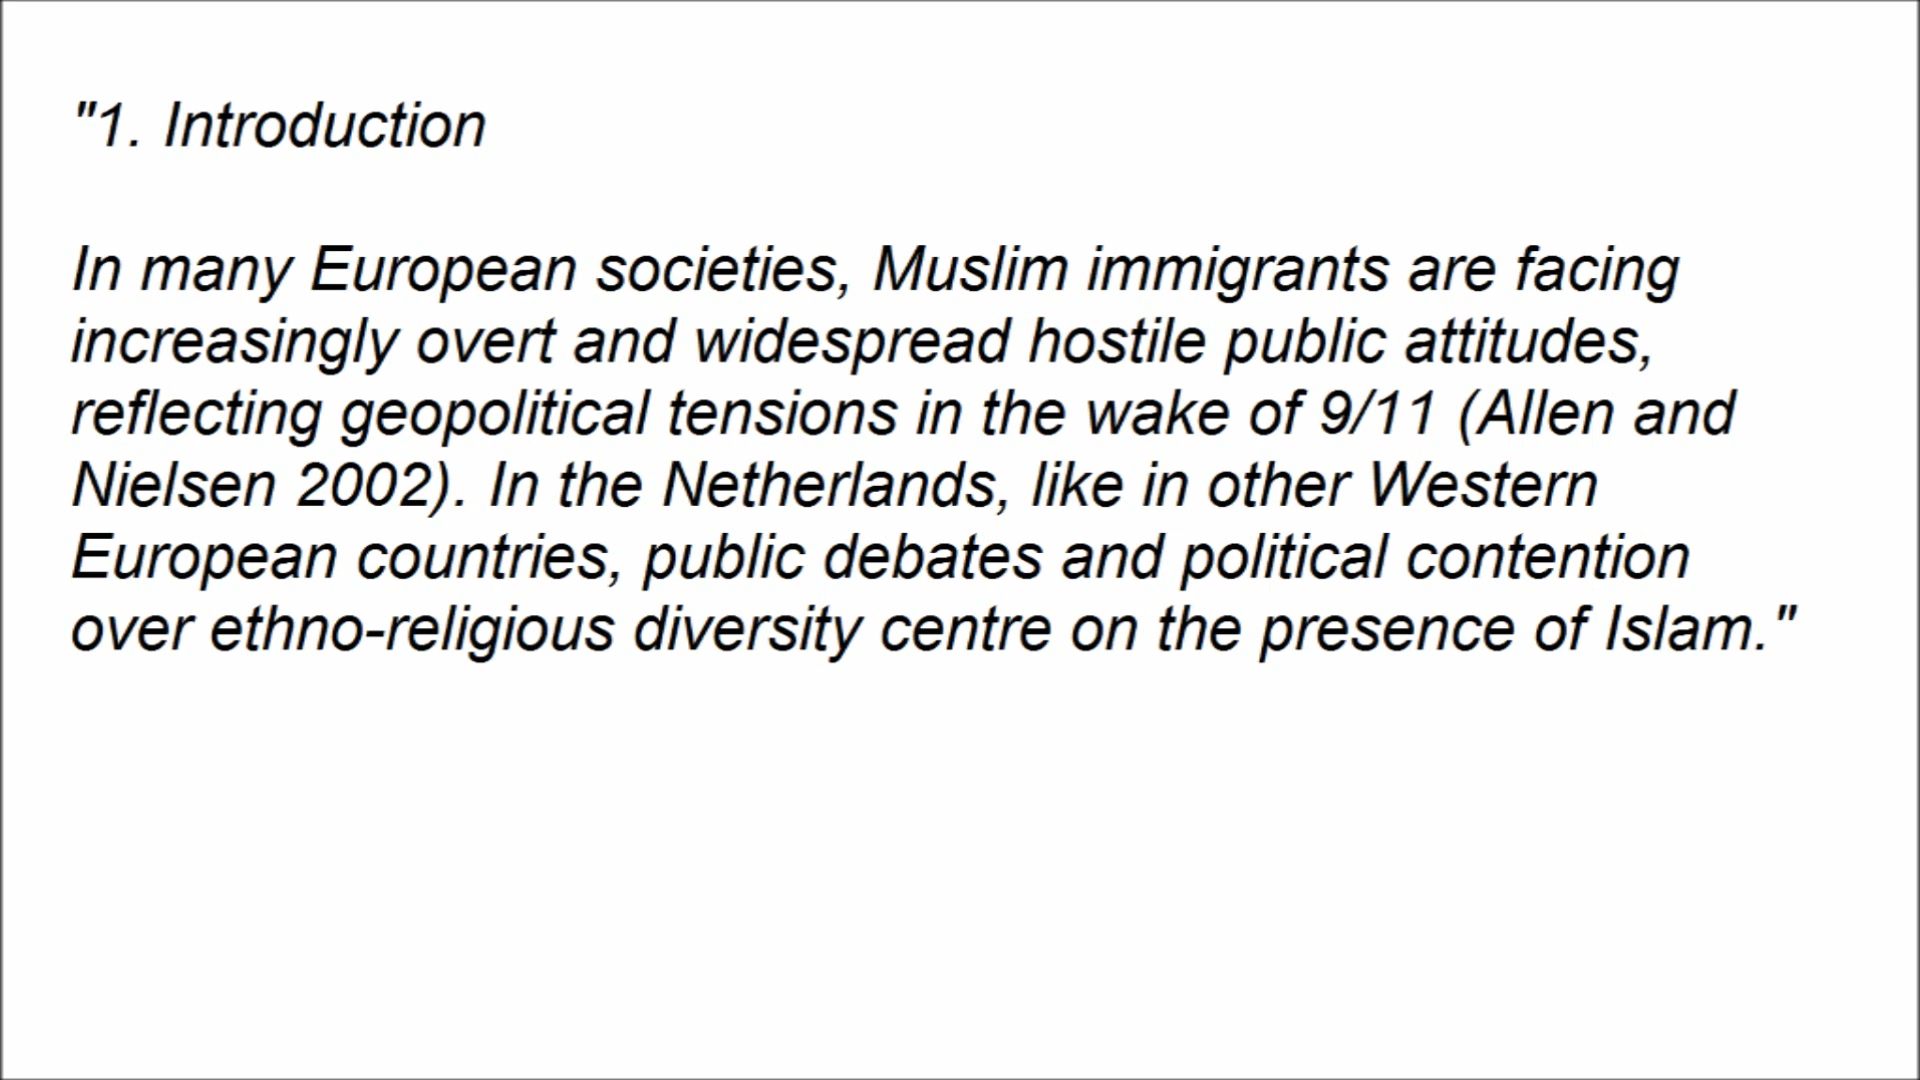 "1. Introduction
In many European societies, Muslim immigrants are facing
increasingly overt and widespread hostile public attitudes,
reflecting geopolitical tensions in the wake of 9/11 (Allen and
Nielsen 2002). In the Netherlands, like in other Western
European countries, public debates and political contention
over ethno-religious diversity centre on the presence of Islam."